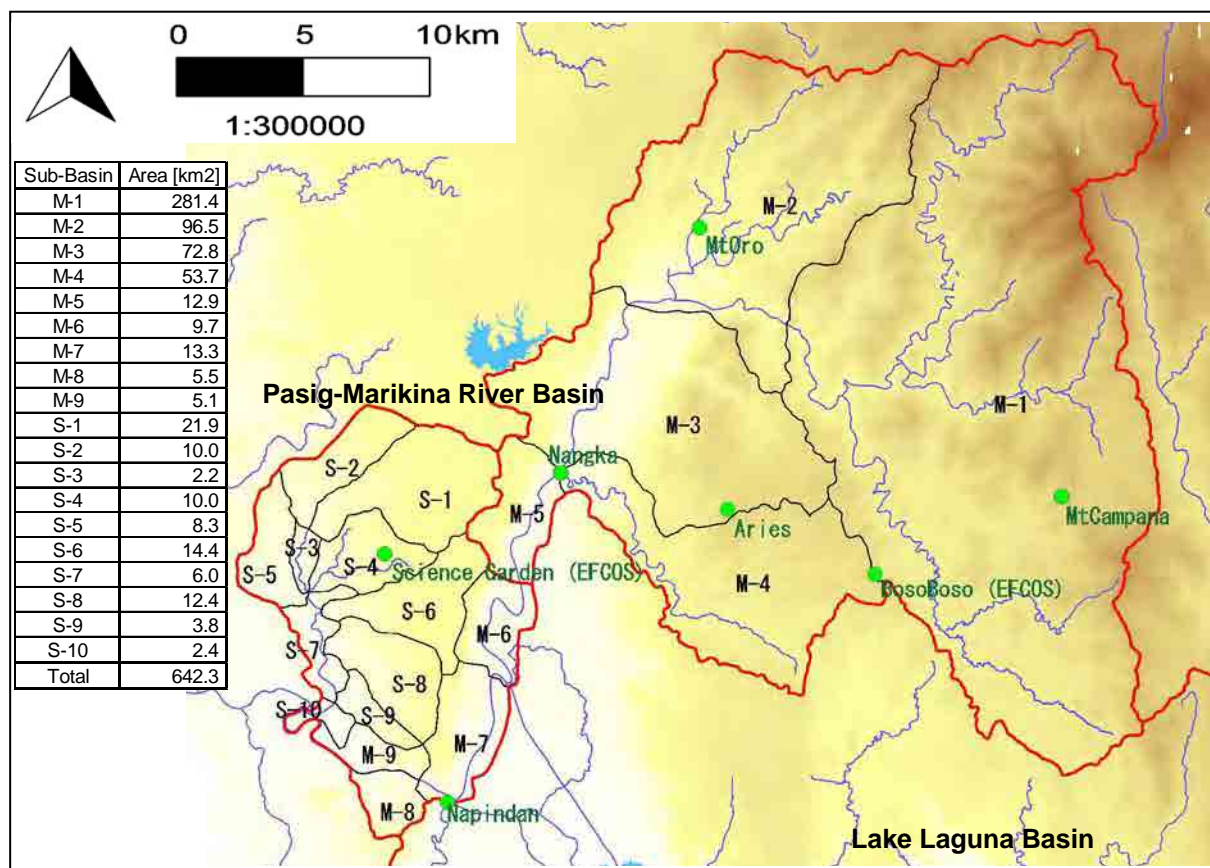 0 5 10km
1:300000
Sub-Basin Area [km2]
M-1 281.4
M-2 96.5
M-3 72.8
M-4 53.7
M-5 12.9
M-6 9.7
M-7 13.3
M-8 5.5
M-9 5.1
S-1 21.9
S-2 10.0
S-3 2.2
S-4 10.0
S-5 8.3
S-6 14.4
S-7 6.0
S-8 12.4
S-9 3.8
S-10 2.4
Total 642.3
M-2
MtOro
Pasig-Marikina River Basin
M-1
M-3
Nangka
S-2
S-1
MtCampana
M-5
Aries
S-3
S-4
S-5
Science Garden (EFCOS)
M-4
BosoBoso (EFCOS)
S-6
M-6
S-7
S-8
S-10
S-9
M-7
M-9
M-8
Napindan
Lake Laguna Basin